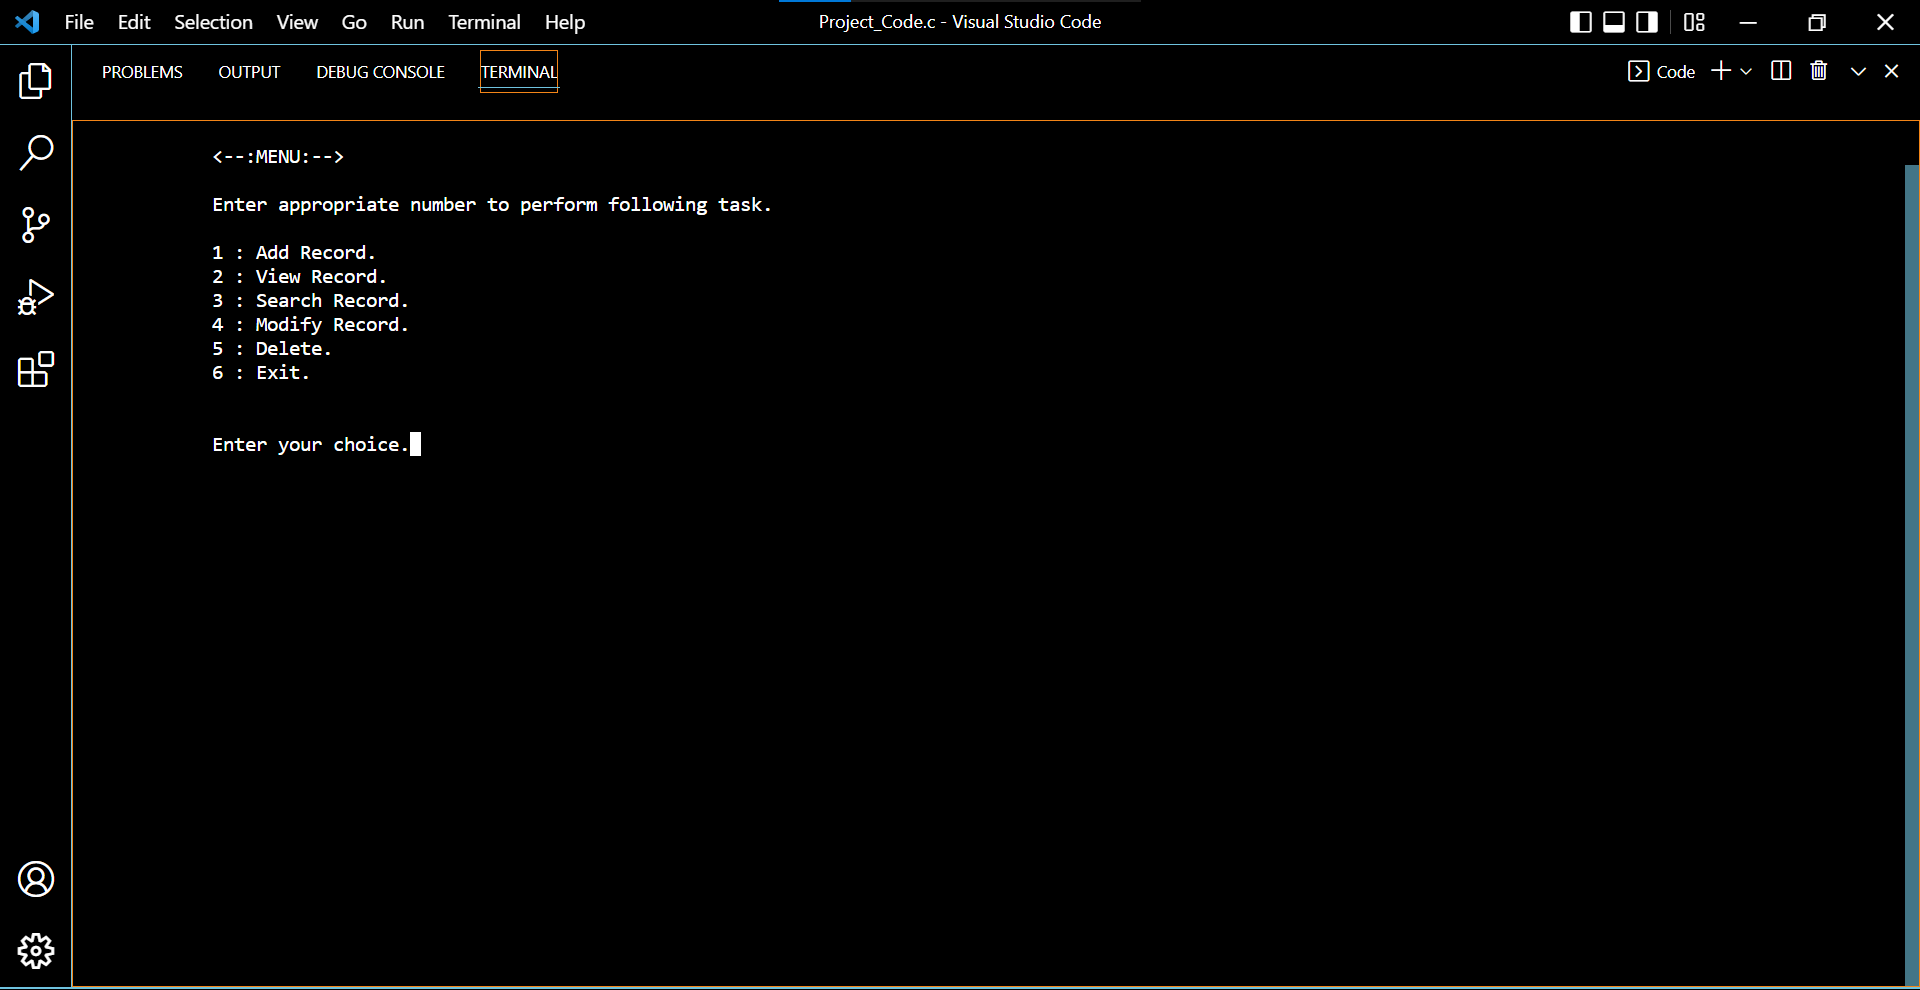 File Edit Selection View Go Run Terminal Help Project_Code.c - Visual Studio Code
PROBLEMS OUTPUT DEBUG CONSOLE TERMINAL Code
<--:MENU:-->
Enter appropriate number to perform following task.
1 : Add Record.
2 : View Record.
3 : Search Record.
4 : Modify Record.
5 : Delete.
6 : Exit.
Enter your choice.